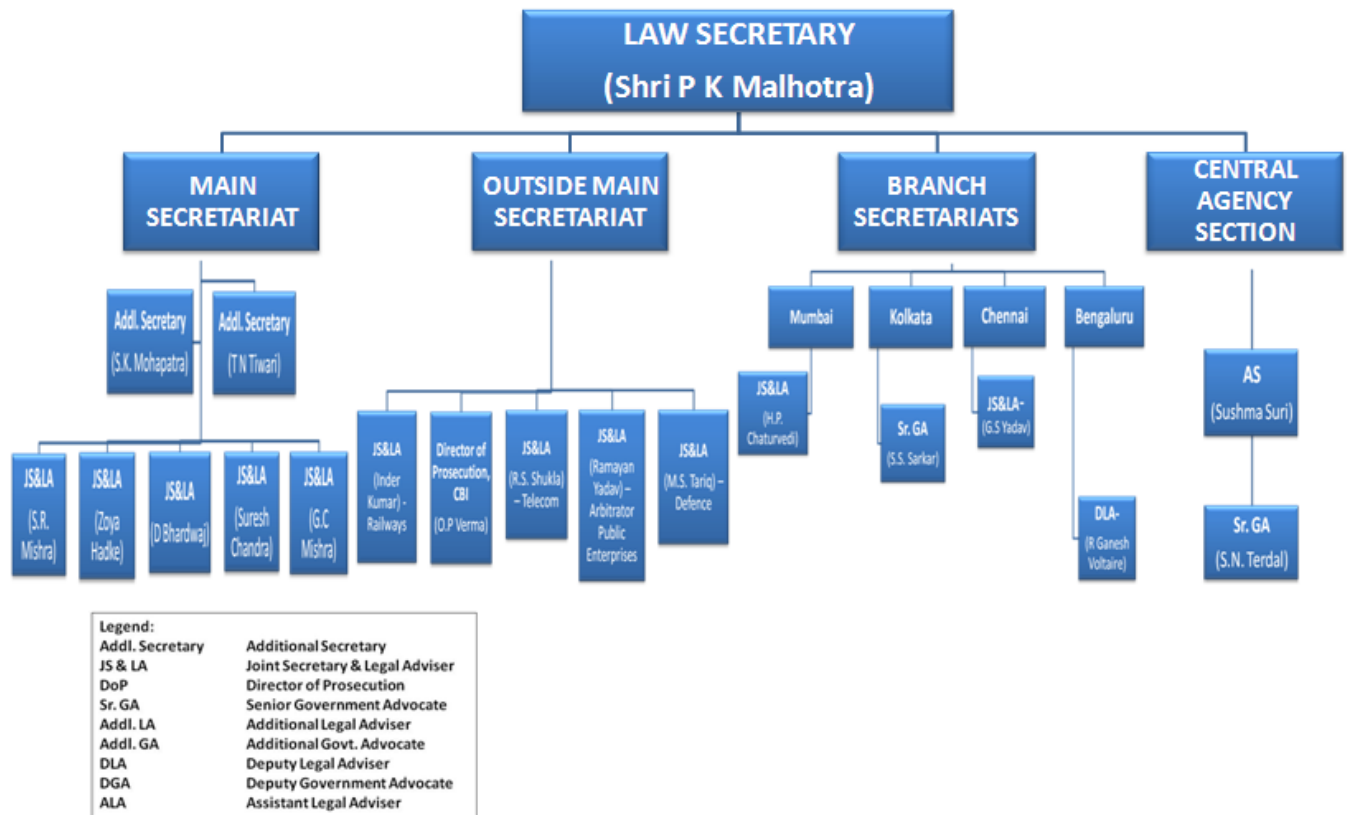 LAW SECRETARY
(Shri P K Malhotra)
MAIN
SECRETARIAT
OUTSIDE MAIN
SECRETARIAT
BRANCH
SECRETARIATS
CENTRAL
AGENCY
SECTION
Addl. Secretary
(S.K. Mohapatra)
Addl. Secretary
(T N Tiwari)
JS&LA
(S.R.
Mishra)
JS&LA
(Zoya
Hadke)
JS&LA
(D Bhardwaj)
JS&LA
(Suresh
Chandra)
JS&LA
(G.C
Mishra)
JS&LA
(Inder
Kumar) -
Railways
Director of
Prosecution,
CBI
(O.P Verma)
JS&LA
(R.S. Shukla)
– Telecom
JS&LA
(Ramayan
Yadav) –
Arbitrator
Public
Enterprises
JS&LA
(M.S. Tariq) –
Defence
Mumbai
JS&LA
(H.P.
Chaturvedi)
Kolkata
Sr. GA
(S.S. Sarkar)
Chennai
JS&LA-
(G.S Yadav)
Bengaluru
DLA-
(R Ganesh
Voltaire)
AS
(Sushma Suri)
Sr. GA
(S.N. Terdal)
Legend:
Addl. Secretary Additional Secretary
JS & LA Joint Secretary & Legal Adviser
DoP Director of Prosecution
Sr. GA Senior Government Advocate
Addl. LA Additional Legal Adviser
Addl. GA Additional Govt. Advocate
DLA Deputy Legal Adviser
DGA Deputy Government Advocate
ALA Assistant Legal Adviser